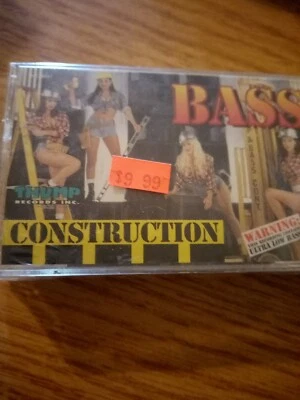 BASS
$9 99
THUMP
RECORDS INC.
CONSTRUCTION
WARNING:
ULTRA LOW BASS